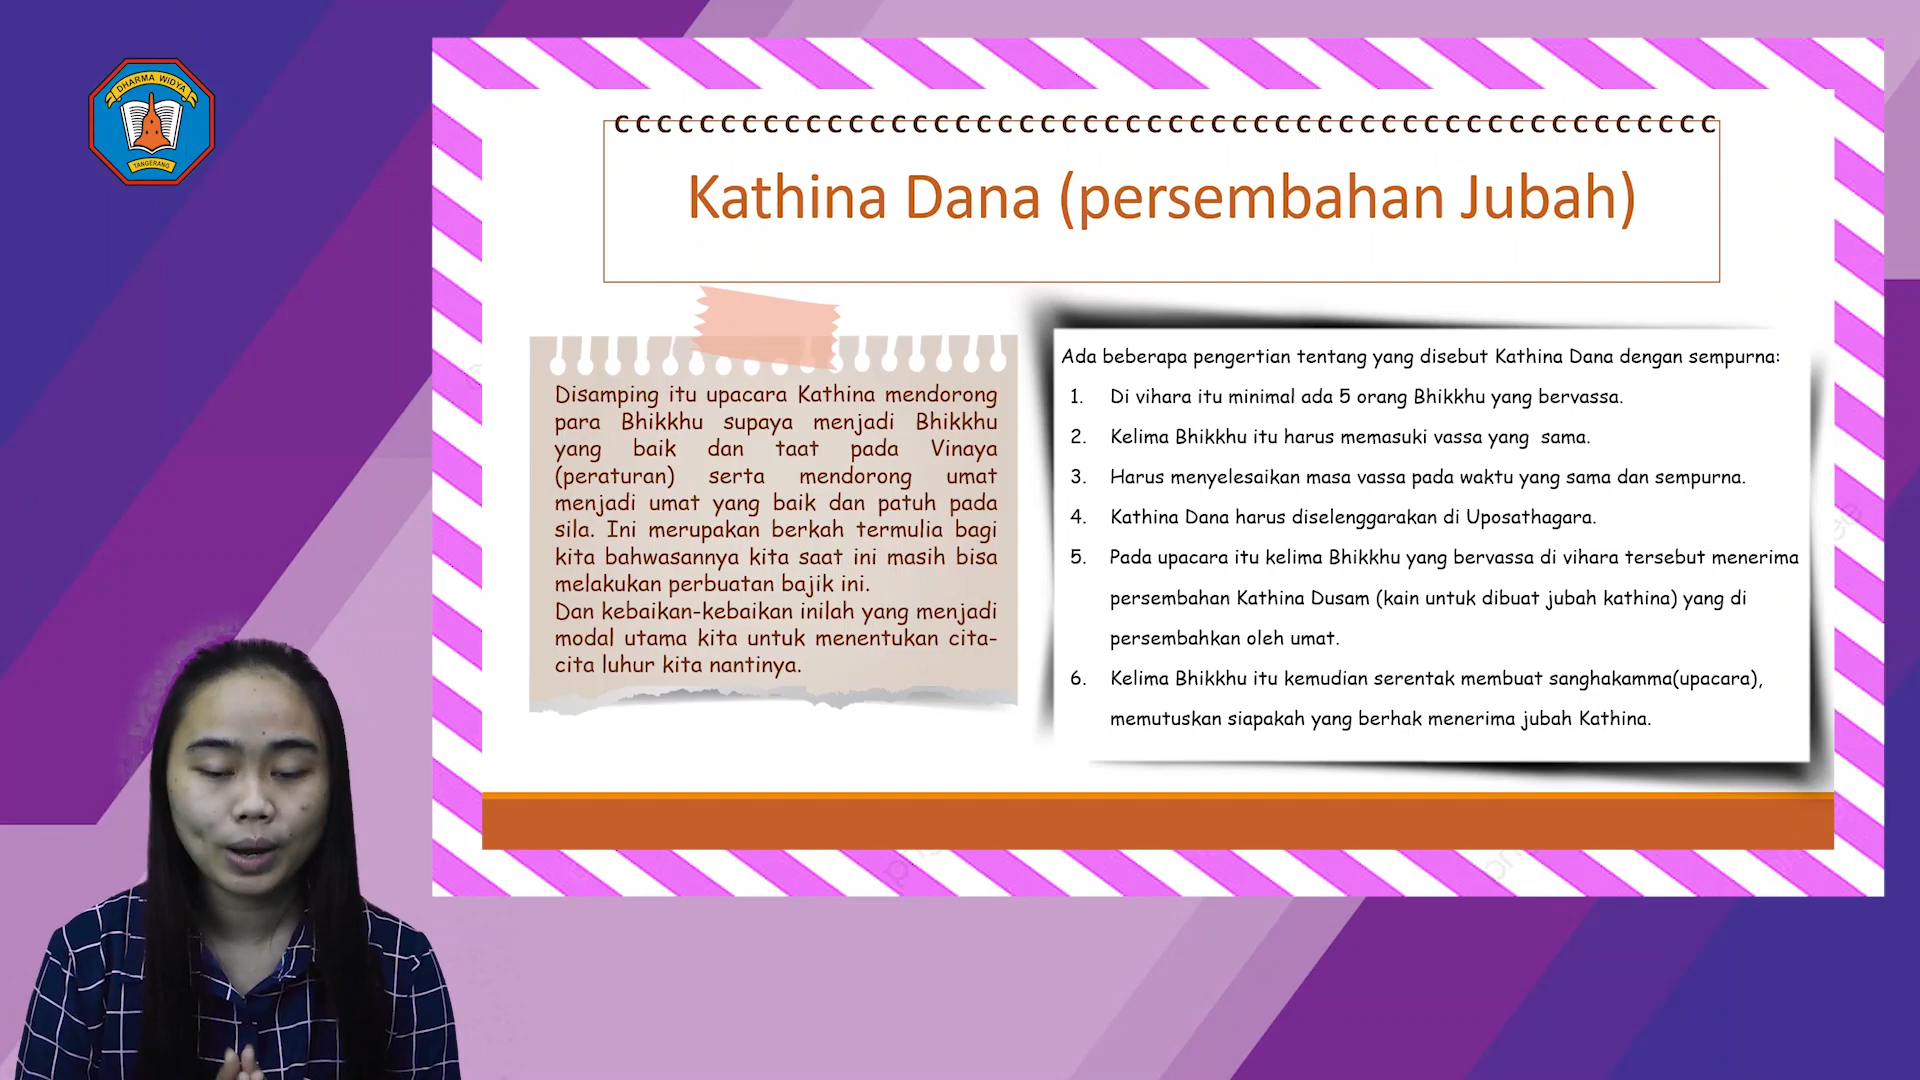 DHARMA WIDYA
TANGERANG
Kathina Dana (persembahan Jubah)
Disamping itu upacara Kathina mendorong
para Bhikkhu supaya menjadi Bhikkhu
yang baik dan taat pada Vinaya
(peraturan) serta mendorong umat
menjadi umat yang baik dan patuh pada
sila. Ini merupakan berkah termulia bagi
kita bahwasannya kita saat ini masih bisa
melakukan perbuatan bajik ini.
Dan kebaikan-kebaikan inilah yang menjadi
modal utama kita untuk menentukan cita-
cita luhur kita nantinya.
Ada beberapa pengertian tentang yang disebut Kathina Dana dengan sempurna:
1. Di vihara itu minimal ada 5 orang Bhikkhu yang bervassa.
2. Kelima Bhikkhu itu harus memasuki vassa yang sama.
3. Harus menyelesaikan masa vassa pada waktu yang sama dan sempurna.
4. Kathina Dana harus diselenggarakan di Uposathagara.
5. Pada upacara itu kelima Bhikkhu yang bervassa di vihara tersebut menerima
persembahan Kathina Dusam (kain untuk dibuat jubah kathina) yang di
persembahkan oleh umat.
6. Kelima Bhikkhu itu kemudian serentak membuat sanghakamma(upacara),
memutuskan siapakah yang berhak menerima jubah Kathina.